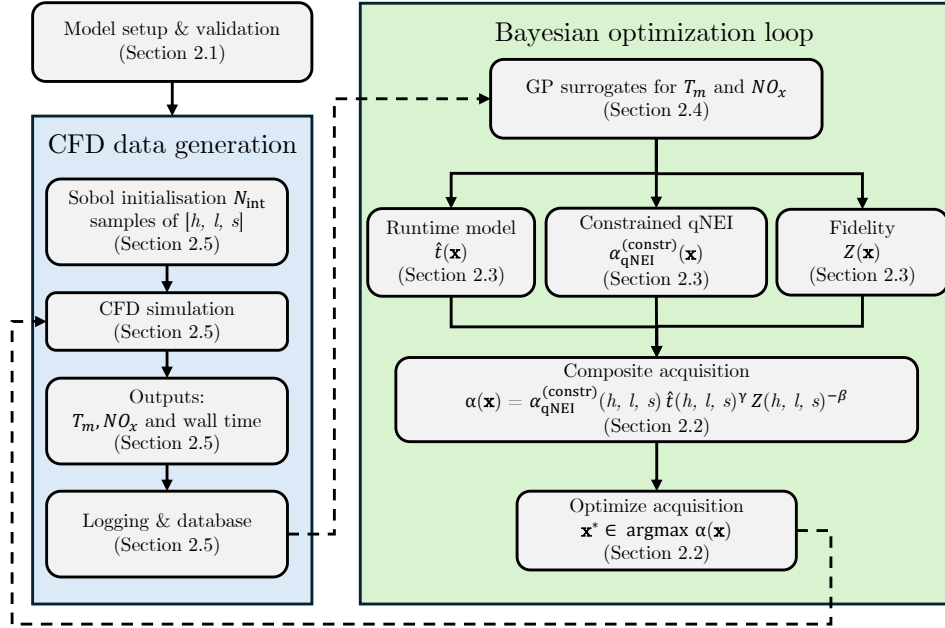 Model setup & validation
(Section 2.1)
CFD data generation
Sobol initialisation N_int
samples of [h, l, s]
(Section 2.5)
CFD simulation
(Section 2.5)
Outputs:
T_m, NO_x and wall time
(Section 2.5)
Logging & database
(Section 2.5)
Bayesian optimization loop
GP surrogates for T_m and NO_x
(Section 2.4)
Runtime model
t̂(x)
(Section 2.3)
Constrained qNEI
α_qNEI^(constr)(x)
(Section 2.3)
Fidelity
Z(x)
(Section 2.3)
Composite acquisition
α(x) = α_qNEI^(constr)(h, l, s) t̂(h, l, s)^γ Z(h, l, s)^−β
(Section 2.2)
Optimize acquisition
x* ∈ argmax α(x)
(Section 2.2)